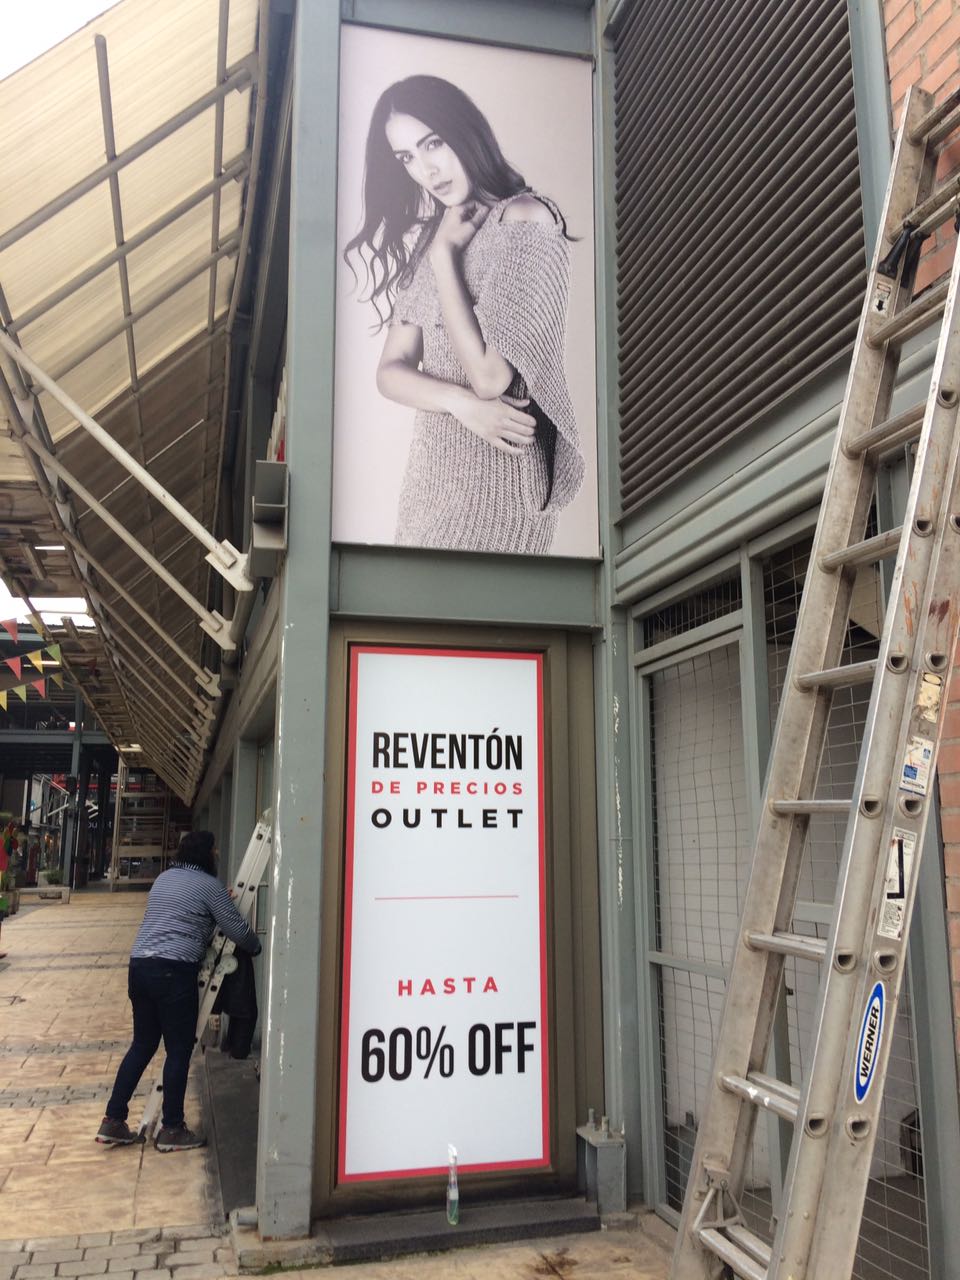 REVENTÓN
DE PRECIOS
OUTLET
HASTA
60% OFF
WERNER